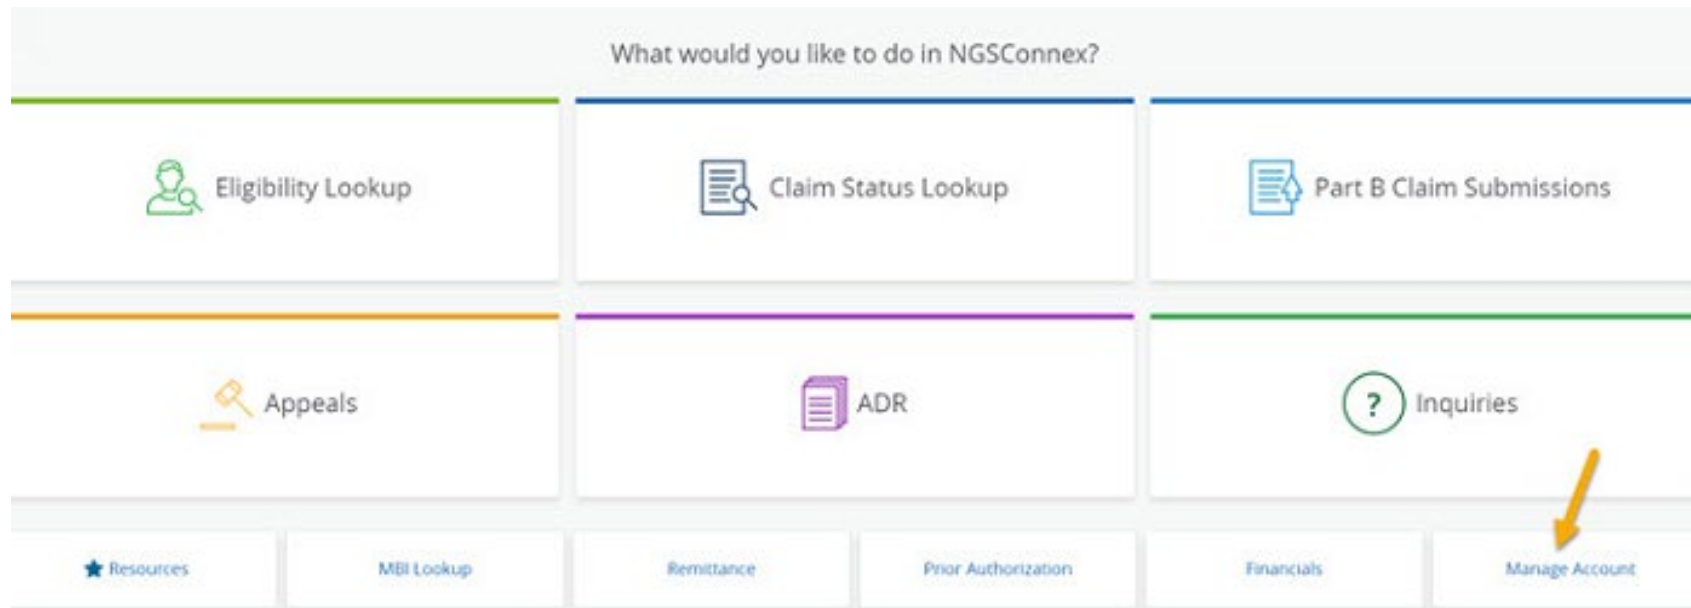 What would you like to do in NGSConnex?
Eligibility Lookup
Claim Status Lookup
Part B Claim Submissions
Appeals
ADR
? Inquiries
Resources
MBI Lookup
Remittance
Prior Authorization
Financials
Manage Account